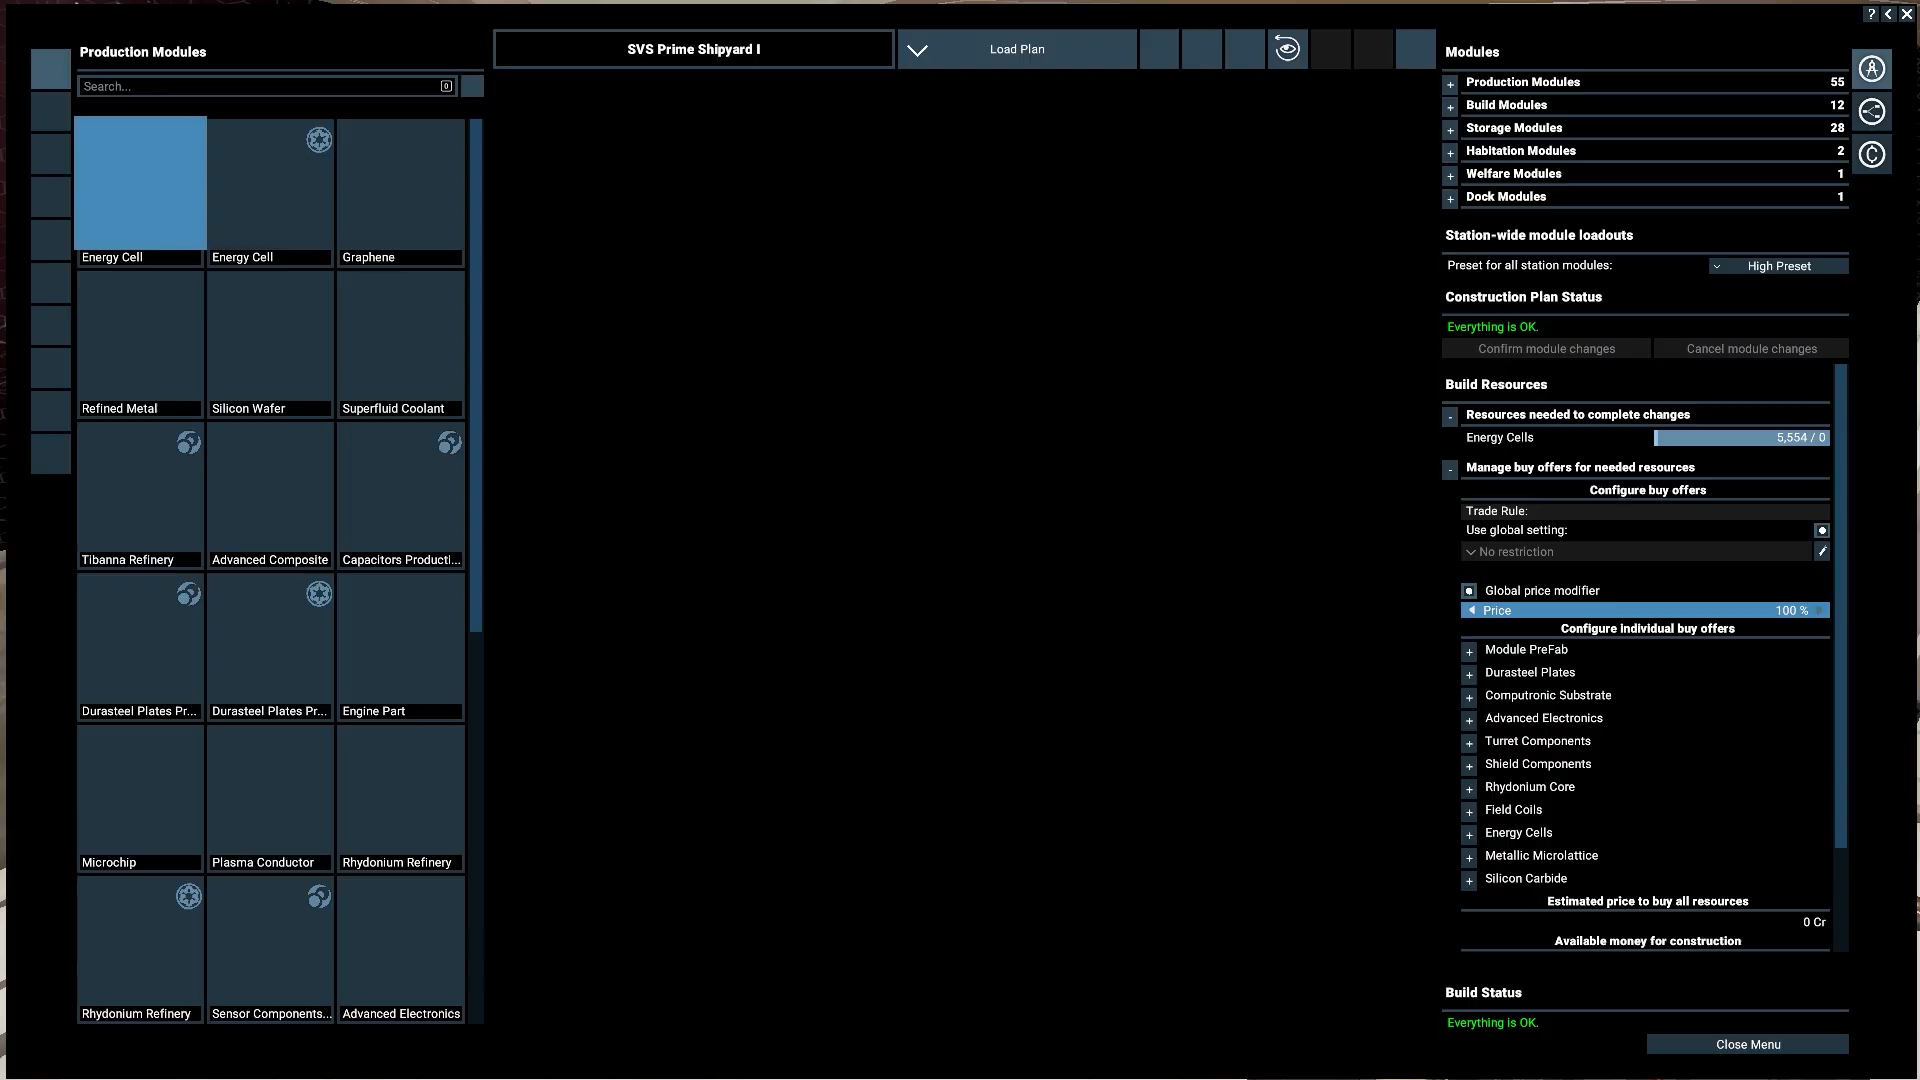 Production Modules
Search...
0
Energy Cell
Energy Cell
Graphene
Refined Metal
Silicon Wafer
Superfluid Coolant
Tibanna Refinery
Advanced Composite
Capacitors Producti...
Durasteel Plates Pr...
Durasteel Plates Pr...
Engine Part
Microchip
Plasma Conductor
Rhydonium Refinery
Rhydonium Refinery
Sensor Components...
Advanced Electronics
SVS Prime Shipyard I
Load Plan
?
Modules
+ Production Modules 55
+ Build Modules 12
+ Storage Modules 28
+ Habitation Modules 2
+ Welfare Modules 1
+ Dock Modules 1
Station-wide module loadouts
Preset for all station modules: High Preset
Construction Plan Status
Everything is OK.
Confirm module changes Cancel module changes
Build Resources
- Resources needed to complete changes
Energy Cells 5,554 / 0
- Manage buy offers for needed resources
Configure buy offers
Trade Rule:
Use global setting:
No restriction
Global price modifier
Price 100 %
Configure individual buy offers
+ Module PreFab
+ Durasteel Plates
+ Computronic Substrate
+ Advanced Electronics
+ Turret Components
+ Shield Components
+ Rhydonium Core
+ Field Coils
+ Energy Cells
+ Metallic Microlattice
+ Silicon Carbide
Estimated price to buy all resources
0 Cr
Available money for construction
Build Status
Everything is OK.
Close Menu